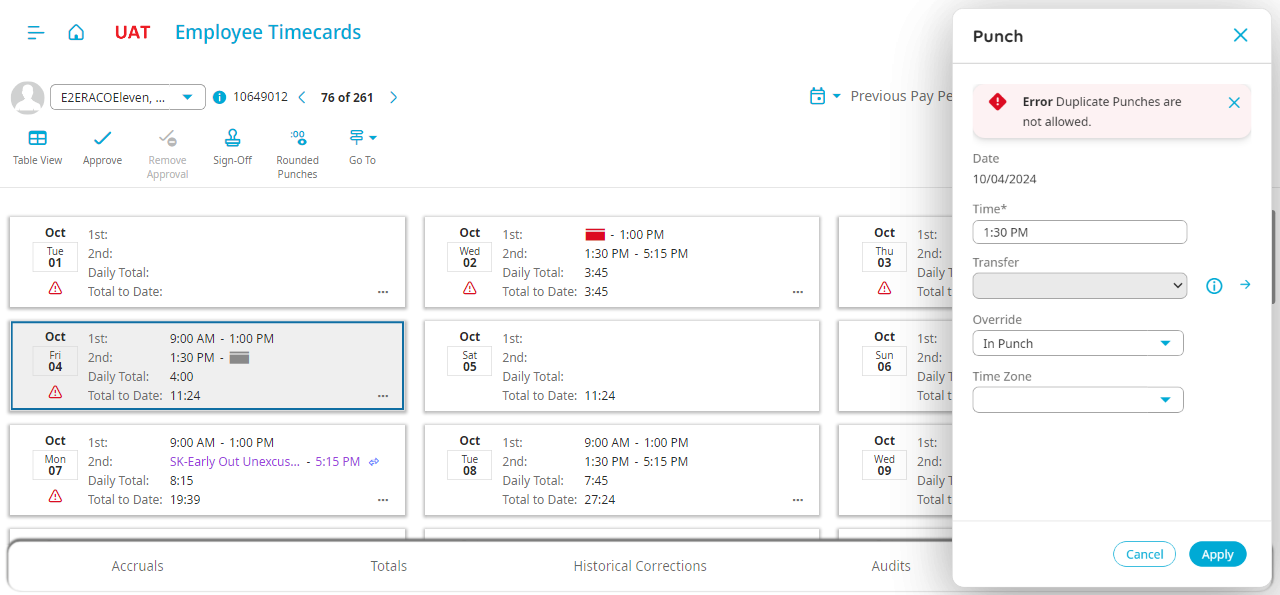 UAT Employee Timecards
E2ERACOEleven, ... 10649012 76 of 261
Previous Pay Pe
Table View
Approve
Remove
Approval
Sign-Off
:00
Rounded
Punches
Go To
Oct
Tue
01
1st:
2nd:
Daily Total:
Total to Date:
...
Oct
Wed
02
1st: - 1:00 PM
2nd: 1:30 PM - 5:15 PM
Daily Total: 3:45
Total to Date: 3:45
...
Oct
Thu
03
1st:
2nd:
Daily T
Total t
Oct
Fri
04
1st: 9:00 AM - 1:00 PM
2nd: 1:30 PM -
Daily Total: 4:00
Total to Date: 11:24
...
Oct
Sat
05
1st:
2nd:
Daily Total:
Total to Date: 11:24
Oct
Sun
06
1st:
2nd:
Daily T
Total t
Oct
Mon
07
1st: 9:00 AM - 1:00 PM
2nd: SK-Early Out Unexcus... - 5:15 PM
Daily Total: 8:15
Total to Date: 19:39
...
Oct
Tue
08
1st: 9:00 AM - 1:00 PM
2nd: 1:30 PM - 5:15 PM
Daily Total: 7:45
Total to Date: 27:24
...
Oct
Wed
09
1st:
2nd:
Daily T
Total t
Accruals
Totals
Historical Corrections
Audits
Punch
Error Duplicate Punches are
not allowed.
Date
10/04/2024
Time*
1:30 PM
Transfer
Override
In Punch
Time Zone
Cancel
Apply